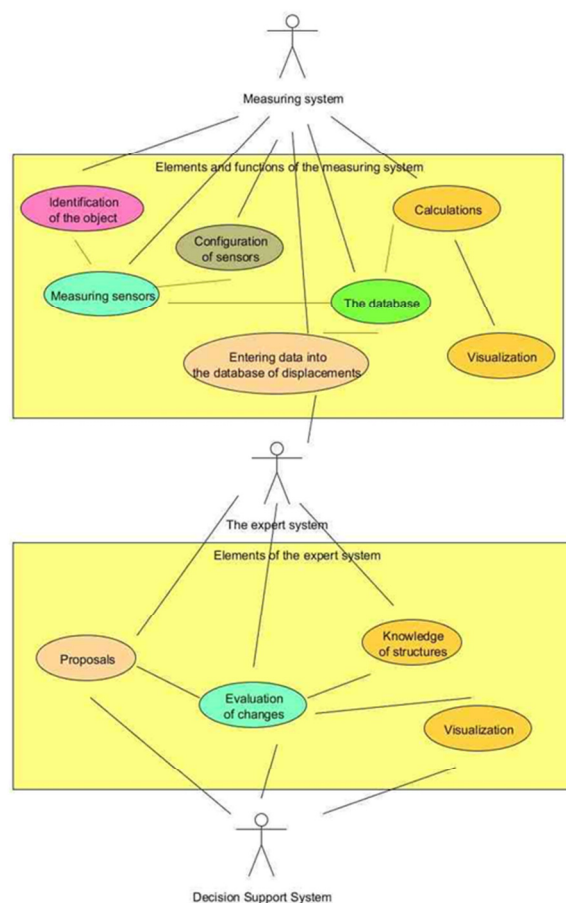 Measuring system
Elements and functions of the measuring system
Identification
of the object
Calculations
Configuration
of sensors
Measuring sensors
The database
Entering data into
the database of displacements
Visualization
The expert system
Elements of the expert system
Knowledge
of structures
Proposals
Evaluation
of changes
Visualization
Decision Support System